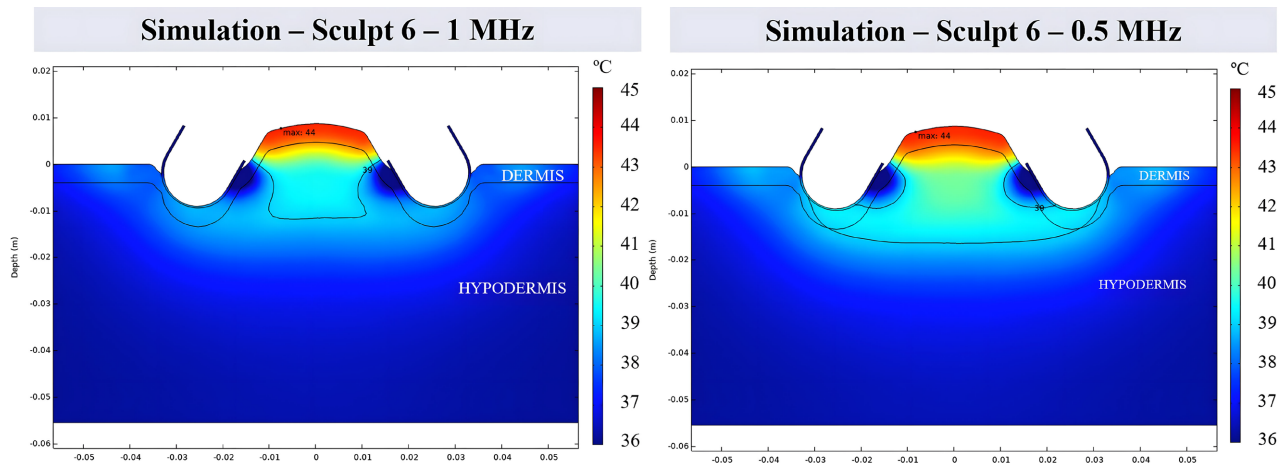 Simulation – Sculpt 6 – 1 MHz
ºC
0.02
0.01
0
-0.01
-0.02
-0.03
-0.04
-0.05
-0.06
Depth (m)
max: 44
39
DERMIS
HYPODERMIS
45
44
43
42
41
40
39
38
37
36
-0.05 -0.04 -0.03 -0.02 -0.01 0 0.01 0.02 0.03 0.04 0.05
Simulation – Sculpt 6 – 0.5 MHz
ºC
0.02
0.01
0
-0.01
-0.02
-0.03
-0.04
-0.05
-0.06
Depth (m)
max: 44
39
DERMIS
HYPODERMIS
45
44
43
42
41
40
39
38
37
36
-0.05 -0.04 -0.03 -0.02 -0.01 0 0.01 0.02 0.03 0.04 0.05